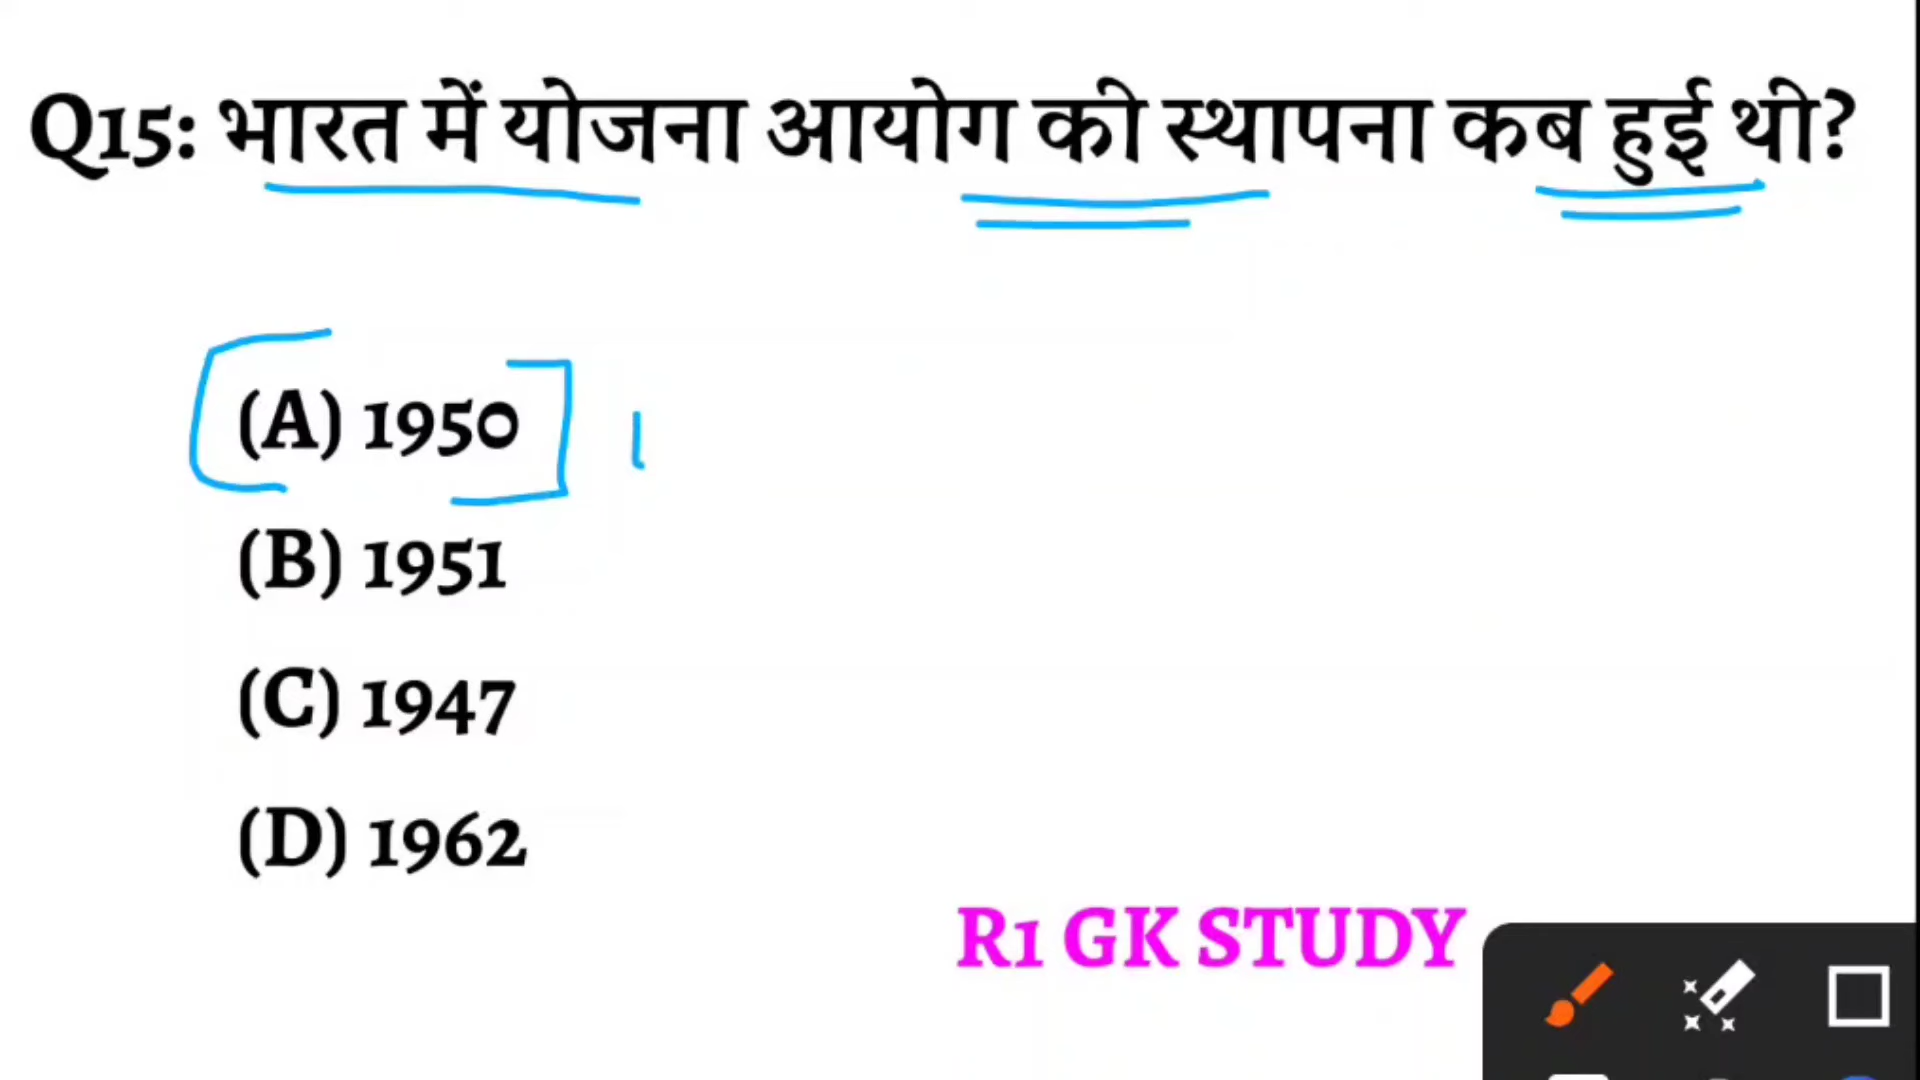 Q15: भारत में योजना आयोग की स्थापना कब हुई थी?
(A) 1950
(B) 1951
(C) 1947
(D) 1962
R1 GK STUDY